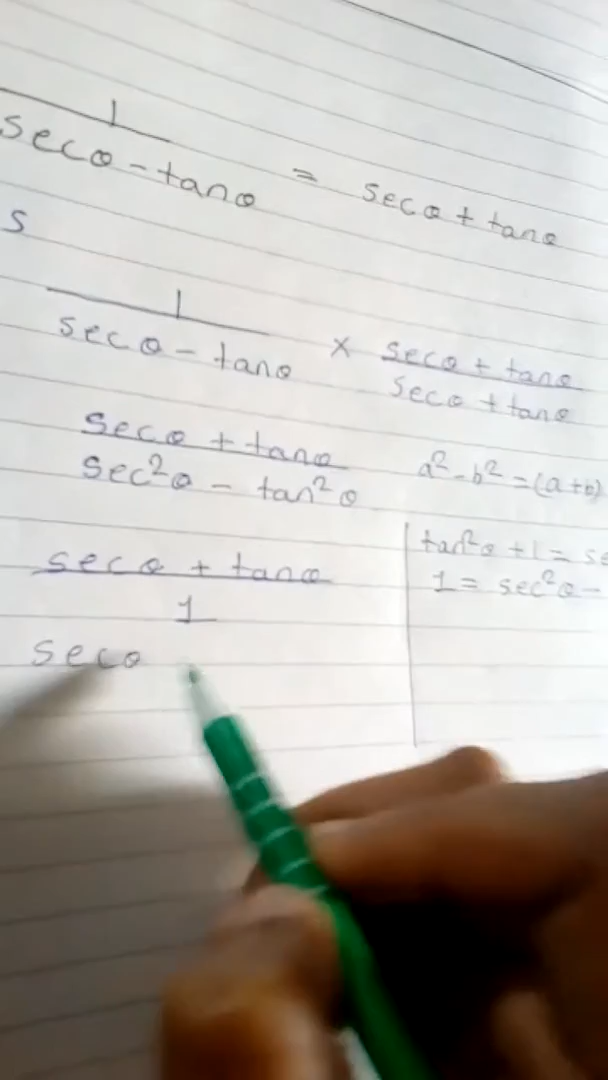 1
secθ - tanθ = secθ + tanθ
S
1 secθ + tanθ
secθ - tanθ × secθ + tanθ
secθ + tanθ
sec²θ - tan²θ a² - b² = (a+b)
secθ + tanθ tan²θ + 1 = se
1 1 = sec²θ -
secθ